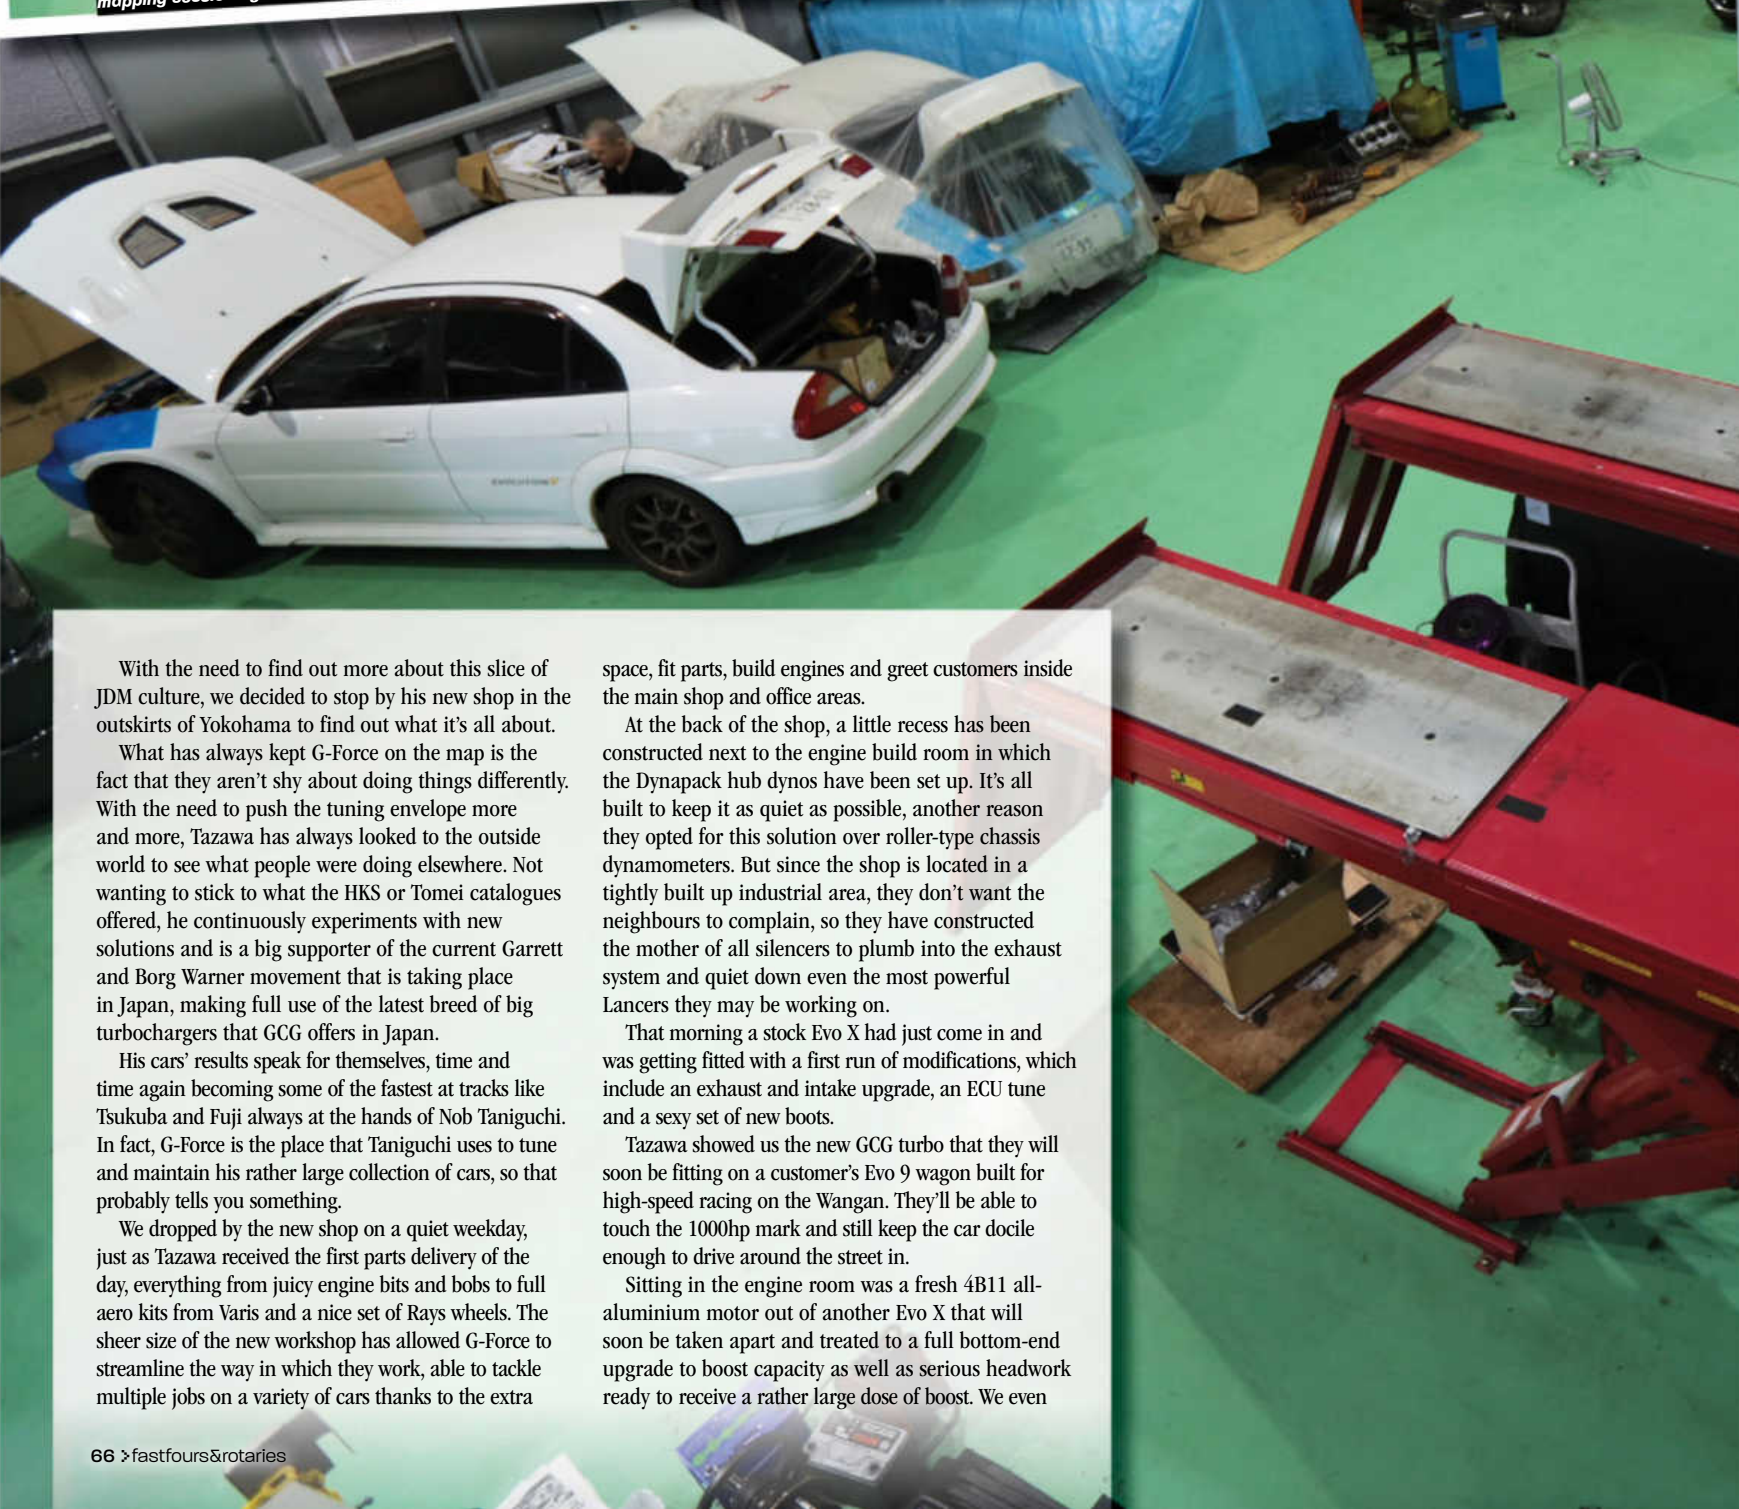 mapping
With the need to find out more about this slice of
JDM culture, we decided to stop by his new shop in the
outskirts of Yokohama to find out what it's all about.
What has always kept G-Force on the map is the
fact that they aren't shy about doing things differently.
With the need to push the tuning envelope more
and more, Tazawa has always looked to the outside
world to see what people were doing elsewhere. Not
wanting to stick to what the HKS or Tomei catalogues
offered, he continuously experiments with new
solutions and is a big supporter of the current Garrett
and Borg Warner movement that is taking place
in Japan, making full use of the latest breed of big
turbochargers that GCG offers in Japan.
His cars' results speak for themselves, time and
time again becoming some of the fastest at tracks like
Tsukuba and Fuji always at the hands of Nob Taniguchi.
In fact, G-Force is the place that Taniguchi uses to tune
and maintain his rather large collection of cars, so that
probably tells you something.
We dropped by the new shop on a quiet weekday,
just as Tazawa received the first parts delivery of the
day, everything from juicy engine bits and bobs to full
aero kits from Varis and a nice set of Rays wheels. The
sheer size of the new workshop has allowed G-Force to
streamline the way in which they work, able to tackle
multiple jobs on a variety of cars thanks to the extra
space, fit parts, build engines and greet customers inside
the main shop and office areas.
At the back of the shop, a little recess has been
constructed next to the engine build room in which
the Dynapack hub dynos have been set up. It's all
built to keep it as quiet as possible, another reason
they opted for this solution over roller-type chassis
dynamometers. But since the shop is located in a
tightly built up industrial area, they don't want the
neighbours to complain, so they have constructed
the mother of all silencers to plumb into the exhaust
system and quiet down even the most powerful
Lancers they may be working on.
That morning a stock Evo X had just come in and
was getting fitted with a first run of modifications, which
include an exhaust and intake upgrade, an ECU tune
and a sexy set of new boots.
Tazawa showed us the new GCG turbo that they will
soon be fitting on a customer's Evo 9 wagon built for
high-speed racing on the Wangan. They'll be able to
touch the 1000hp mark and still keep the car docile
enough to drive around the street in.
Sitting in the engine room was a fresh 4B11 all-
aluminium motor out of another Evo X that will
soon be taken apart and treated to a full bottom-end
upgrade to boost capacity as well as serious headwork
ready to receive a rather large dose of boost. We even
EVOLUTION
66 fastfours&rotaries